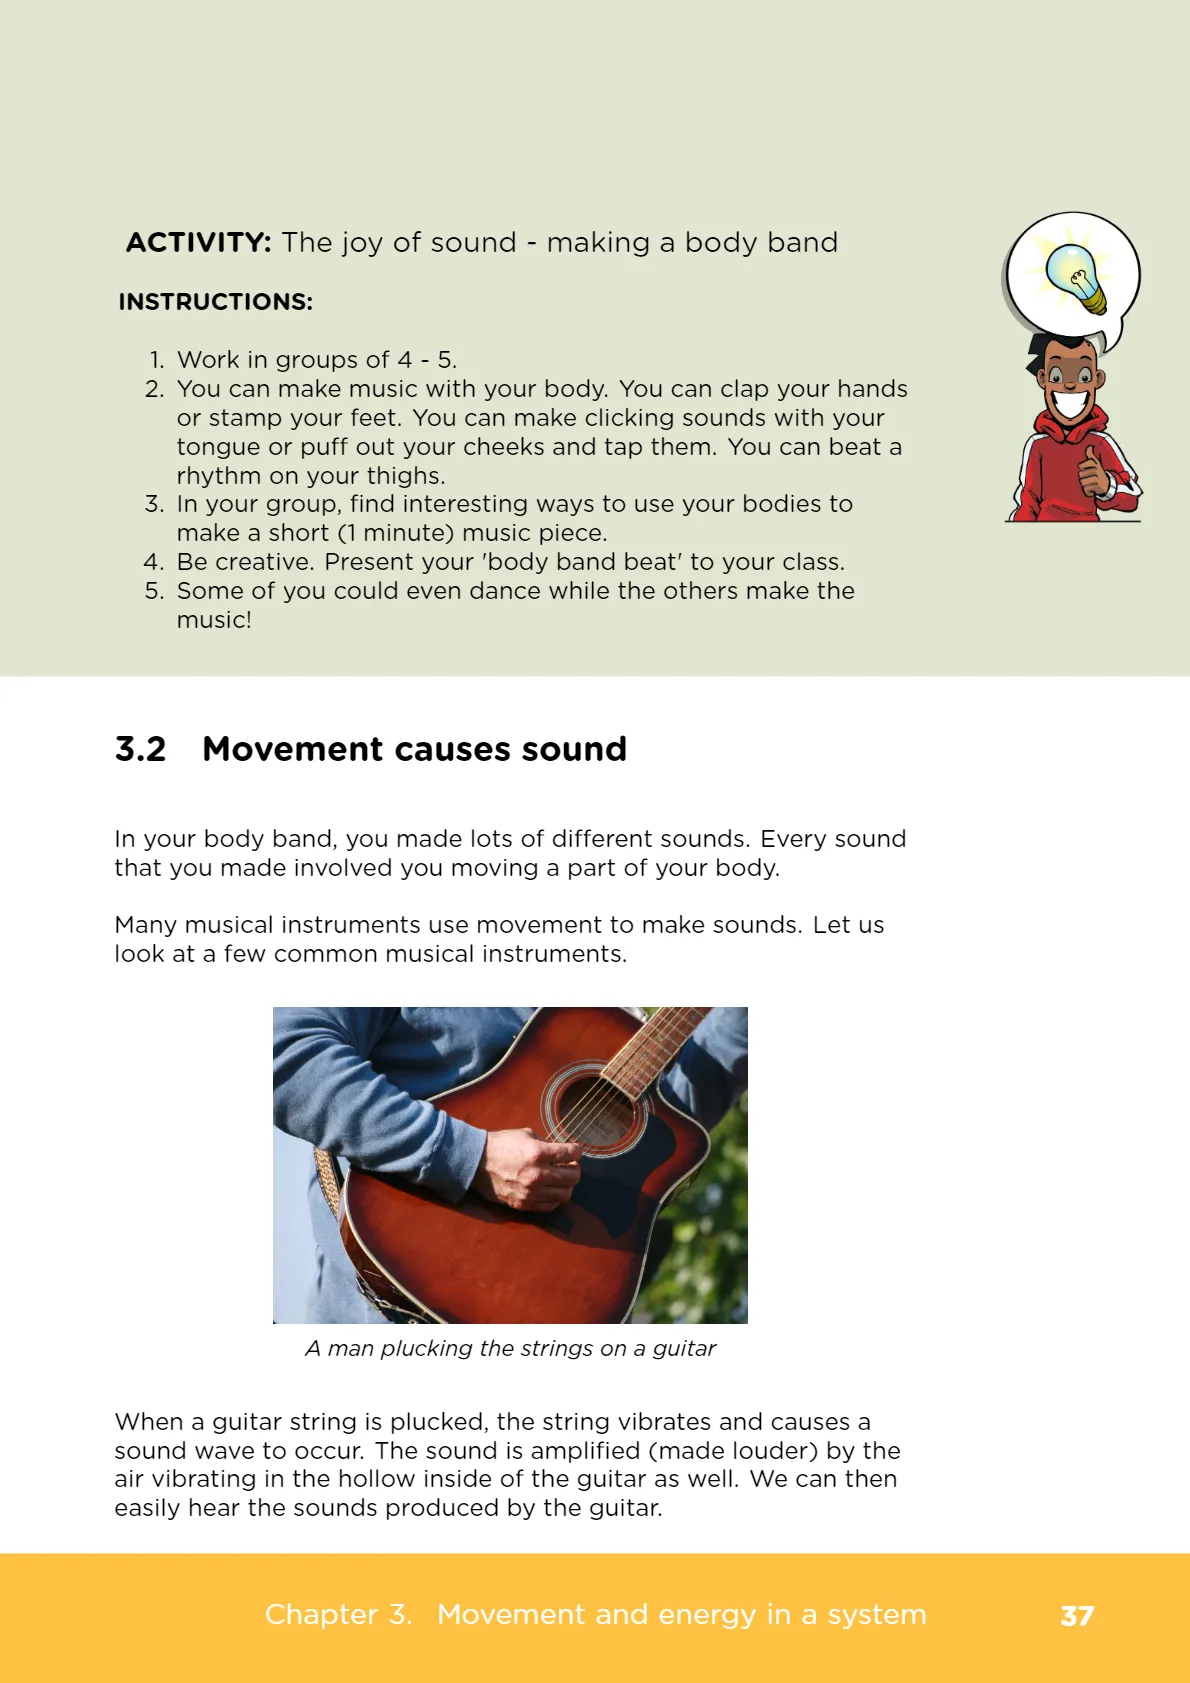 ACTIVITY: The joy of sound - making a body band
INSTRUCTIONS:
1. Work in groups of 4 - 5.
2. You can make music with your body. You can clap your hands
or stamp your feet. You can make clicking sounds with your
tongue or puff out your cheeks and tap them. You can beat a
rhythm on your thighs.
3. In your group, find interesting ways to use your bodies to
make a short (1 minute) music piece.
4. Be creative. Present your 'body band beat' to your class.
5. Some of you could even dance while the others make the
music!
3.2 Movement causes sound
In your body band, you made lots of different sounds. Every sound
that you made involved you moving a part of your body.
Many musical instruments use movement to make sounds. Let us
look at a few common musical instruments.
A man plucking the strings on a guitar
When a guitar string is plucked, the string vibrates and causes a
sound wave to occur. The sound is amplified (made louder) by the
air vibrating in the hollow inside of the guitar as well. We can then
easily hear the sounds produced by the guitar.
Chapter 3. Movement and energy in a system 37